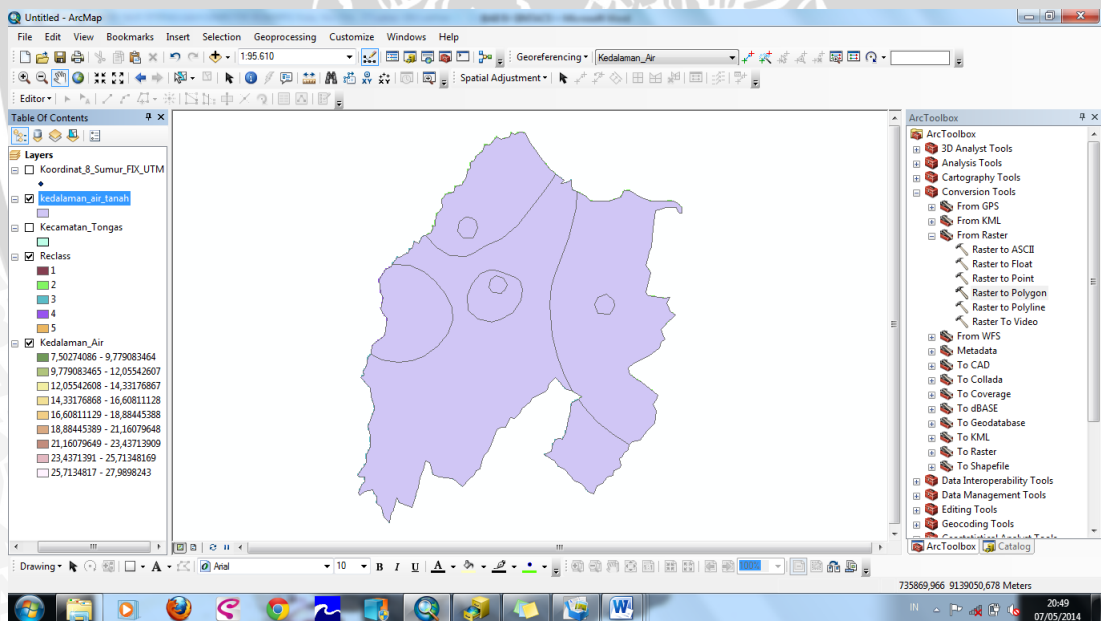 Untitled - ArcMap
File Edit View Bookmarks Insert Selection Geoprocessing Customize Windows Help
1:95.610
Georeferencing
Kedalaman_Air
Spatial Adjustment
Editor
Table Of Contents
Layers
Koordinat_8_Sumur_FIX_UTM
kedalaman_air_tanah
Kecamatan_Tongas
Reclass
1
2
3
4
5
Kedalaman_Air
7,50274086 - 9,779083464
9,779083465 - 12,05542607
12,05542608 - 14,33176867
14,33176868 - 16,60811128
16,60811129 - 18,88445388
18,88445389 - 21,16079648
21,16079649 - 23,43713909
23,4371391 - 25,71348169
25,7134817 - 27,9898243
ArcToolbox
ArcToolbox
3D Analyst Tools
Analysis Tools
Cartography Tools
Conversion Tools
From GPS
From KML
From Raster
Raster to ASCII
Raster to Float
Raster to Point
Raster to Polygon
Raster to Polyline
Raster To Video
From WFS
Metadata
To CAD
To Collada
To Coverage
To dBASE
To Geodatabase
To KML
To Raster
To Shapefile
Data Interoperability Tools
Data Management Tools
Editing Tools
Geocoding Tools
ArcToolbox Catalog
Drawing A Arial 10 B I U A 100%
735869,966 9139050,678 Meters
IN 20:49
07/05/2014